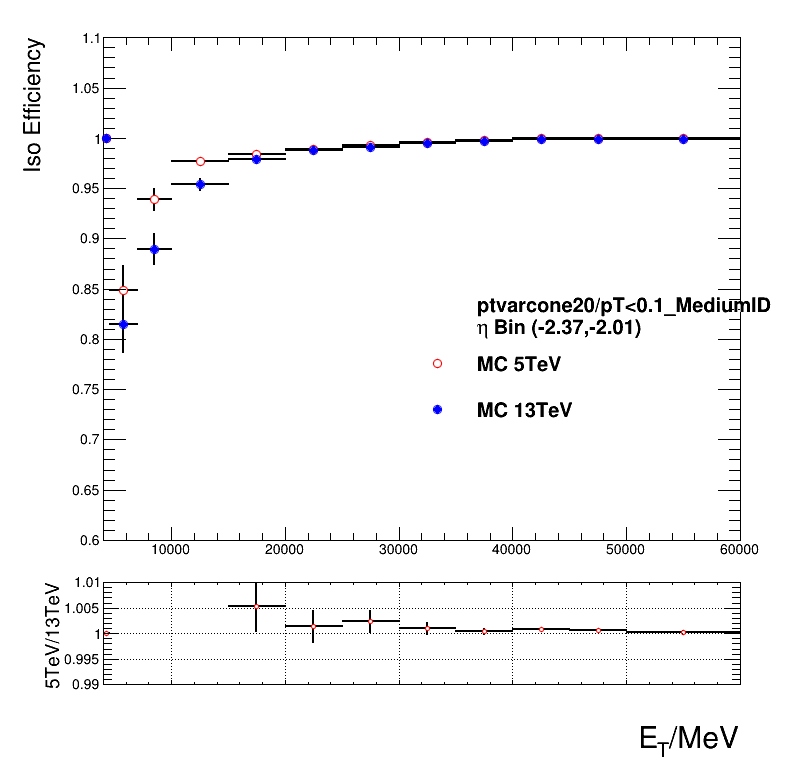 Iso Efficiency
1.1
1.05
1
0.95
0.9
0.85
0.8
0.75
0.7
0.65
0.6
ptvarcone20/pT<0.1_MediumID
η Bin (-2.37,-2.01)
MC 5TeV
MC 13TeV
10000 20000 30000 40000 50000 60000
5TeV/13TeV
1.01
1.005
1
0.995
0.99
E_T/MeV